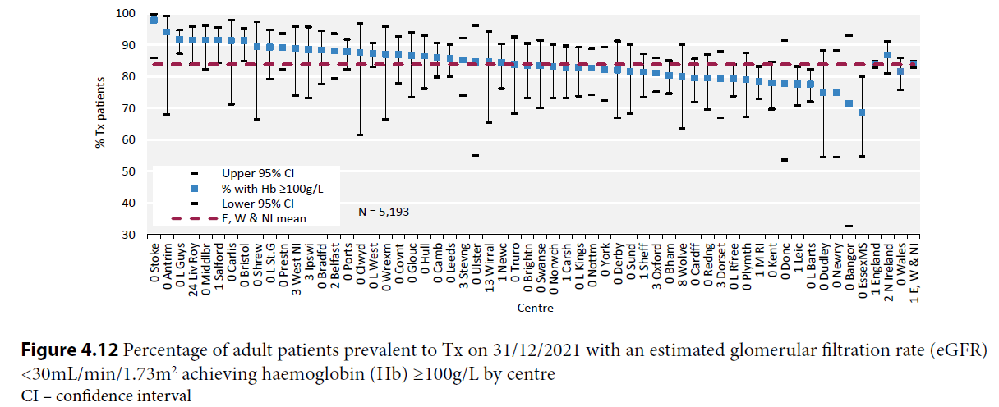 100
90
80
70
60
50
40
30
% Tx patients
Upper 95% CI
% with Hb ≥100g/L
Lower 95% CI
E, W & NI mean
N = 5,193
0 Stoke
0 Antrim
0 L Guys
24 Liv Roy
0 Middlbr
1 Salford
0 Carlis
0 Bristol
0 Shrew
0 L St.G
0 Prestn
3 West NI
3 Ipswi
0 Bradfd
2 Belfast
0 Ports
0 Clwyd
0 L West
0 Wrexm
0 Covnt
0 Glouc
0 Hull
0 Camb
0 Leeds
3 Stevng
0 Ulster
13 Wirral
1 Newc
0 Truro
0 Brightn
0 Swanse
0 Norwch
1 Carsh
0 L Kings
0 Nottm
0 York
0 Derby
0 Sund
1 Sheff
3 Oxford
0 Bham
8 Wolve
0 Cardff
0 Redng
3 Dorset
0 L Rfree
0 Plymth
1 M RI
0 Kent
0 Donc
1 Leic
0 L Barts
0 Dudley
0 Newry
0 Bangor
0 EssexMS
1 England
2 N Ireland
0 Wales
1 E, W & NI
Centre
Figure 4.12 Percentage of adult patients prevalent to Tx on 31/12/2021 with an estimated glomerular filtration rate (eGFR)
<30mL/min/1.73m² achieving haemoglobin (Hb) ≥100g/L by centre
CI – confidence interval